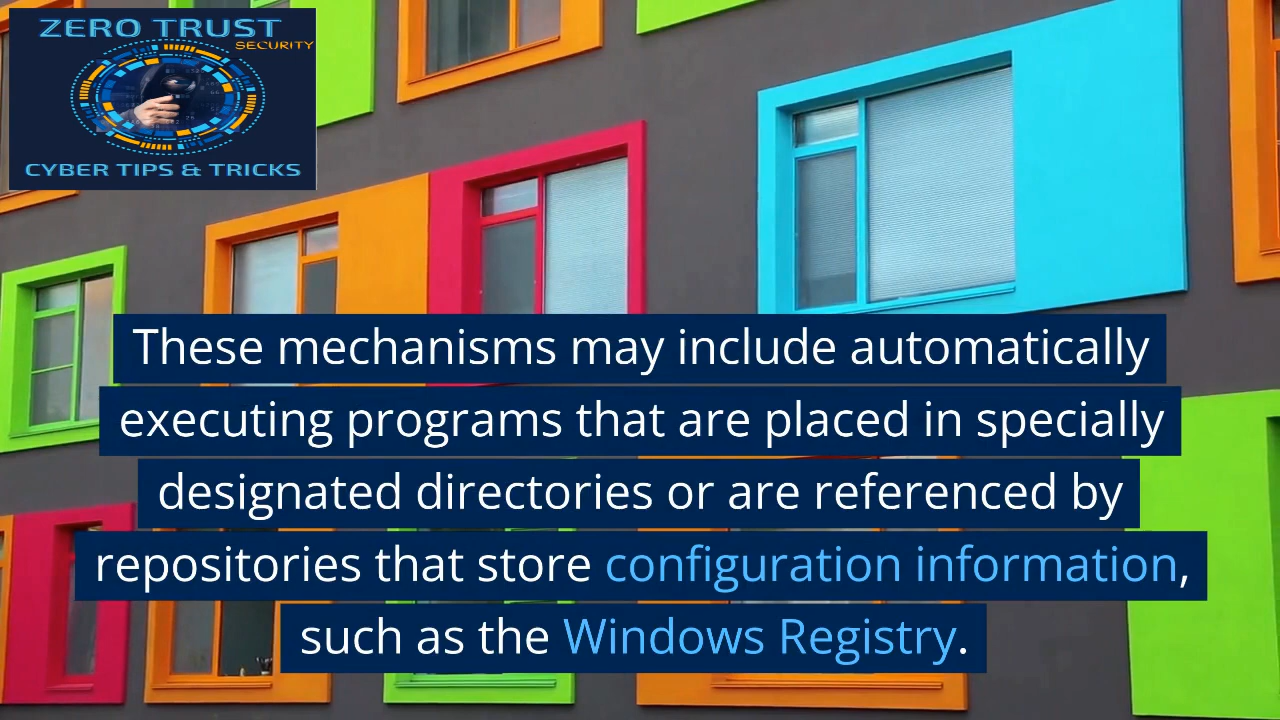 ZERO TRUST
SECURITY
CYBER TIPS & TRICKS
These mechanisms may include automatically
executing programs that are placed in specially
designated directories or are referenced by
repositories that store configuration information,
such as the Windows Registry.